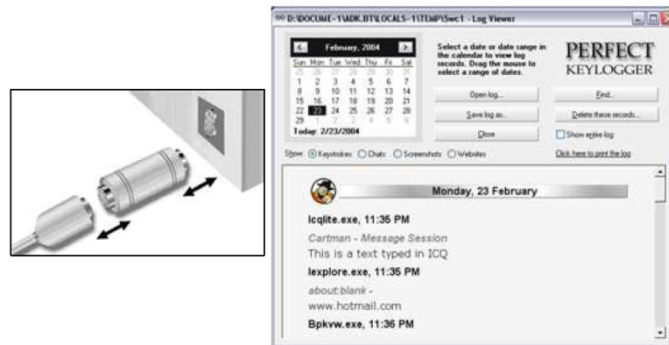 D:\DOCUME~1\ADK.BT\LOCALS~1\TEMP\Swc1 - Log Viewer
February, 2004
Sun Mon Tue Wed Thu Fri Sat
1 2 3 4 5 6 7
8 9 10 11 12 13 14
15 16 17 18 19 20 21
22 23 24 25 26 27 28
29
Today: 2/23/2004
Select a date or date range in
the calendar to view log
records. Drag the mouse to
select a range of dates.
Open log...
Save log as...
Close
PERFECT
KEYLOGGER
Find...
Delete these records...
Show entire log
Show: Keystrokes Chats Screenshots Websites
Click here to print the log
Monday, 23 February
Icqlite.exe, 11:35 PM
Cartman - Message Session
This is a text typed in ICQ
Iexplore.exe, 11:35 PM
about:blank -
www.hotmail.com
Bpkvw.exe, 11:36 PM